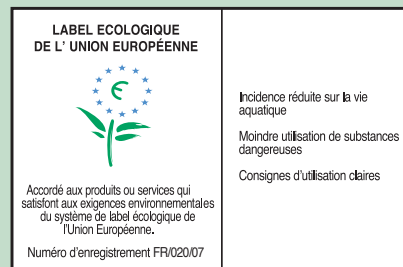 LABEL ECOLOGIQUE
DE L' UNION EUROPÉENNE
Accordé aux produits ou services qui
satisfont aux exigences environnementales
du système de label écologique de
l'Union Européenne.
Numéro d'enregistrement FR/020/07
Incidence réduite sur la vie
aquatique
Moindre utilisation de substances
dangereuses
Consignes d'utilisation claires